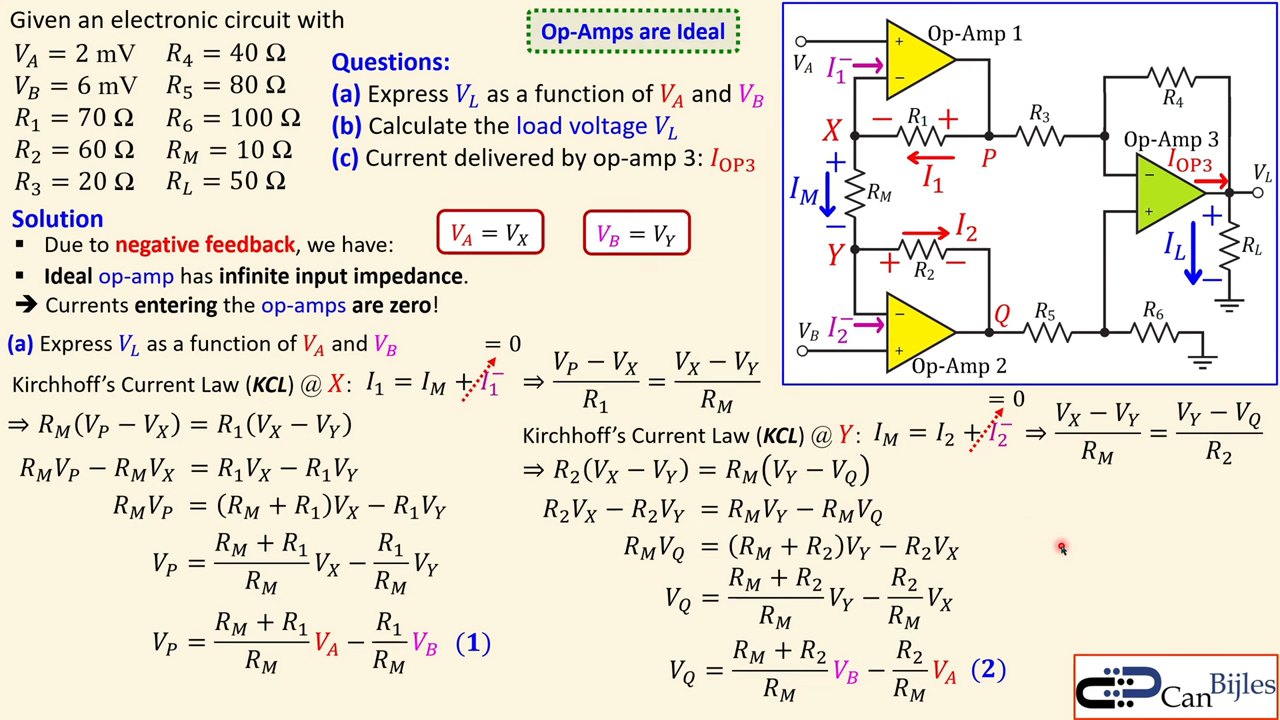 Given an electronic circuit with
V_A = 2 mV R_4 = 40 Ω
V_B = 6 mV R_5 = 80 Ω
R_1 = 70 Ω R_6 = 100 Ω
R_2 = 60 Ω R_M = 10 Ω
R_3 = 20 Ω R_L = 50 Ω
Op-Amps are Ideal
Questions:
(a) Express V_L as a function of V_A and V_B
(b) Calculate the load voltage V_L
(c) Current delivered by op-amp 3: I_OP3
Solution
▪ Due to negative feedback, we have:
V_A = V_X
V_B = V_Y
▪ Ideal op-amp has infinite input impedance.
➔ Currents entering the op-amps are zero!
(a) Express V_L as a function of V_A and V_B
Kirchhoff's Current Law (KCL) @ X: I_1 = I_M + I_1^- = 0 ⇒ (V_P − V_X)/R_1 = (V_X − V_Y)/R_M
⇒ R_M(V_P − V_X) = R_1(V_X − V_Y)
R_M V_P − R_M V_X = R_1 V_X − R_1 V_Y
R_M V_P = (R_M + R_1)V_X − R_1 V_Y
V_P = (R_M + R_1)/R_M V_X − R_1/R_M V_Y
V_P = (R_M + R_1)/R_M V_A − R_1/R_M V_B (1)
Kirchhoff's Current Law (KCL) @ Y: I_M = I_2 + I_2^- = 0 ⇒ (V_X − V_Y)/R_M = (V_Y − V_Q)/R_2
⇒ R_2(V_X − V_Y) = R_M(V_Y − V_Q)
R_2 V_X − R_2 V_Y = R_M V_Y − R_M V_Q
R_M V_Q = (R_M + R_2)V_Y − R_2 V_X
V_Q = (R_M + R_2)/R_M V_Y − R_2/R_M V_X
V_Q = (R_M + R_2)/R_M V_B − R_2/R_M V_A (2)
Op-Amp 1
+
V_A
I_1^-
−
R_4
X − R_1 + P R_3
I_1
Op-Amp 3
I_OP3
V_L
+
I_M
R_M
−
−
+
+
I_L
R_L
−
I_2
Y + R_2 −
I_2^-
−
Q R_5 R_6
V_B
+
Op-Amp 2
CanBijles